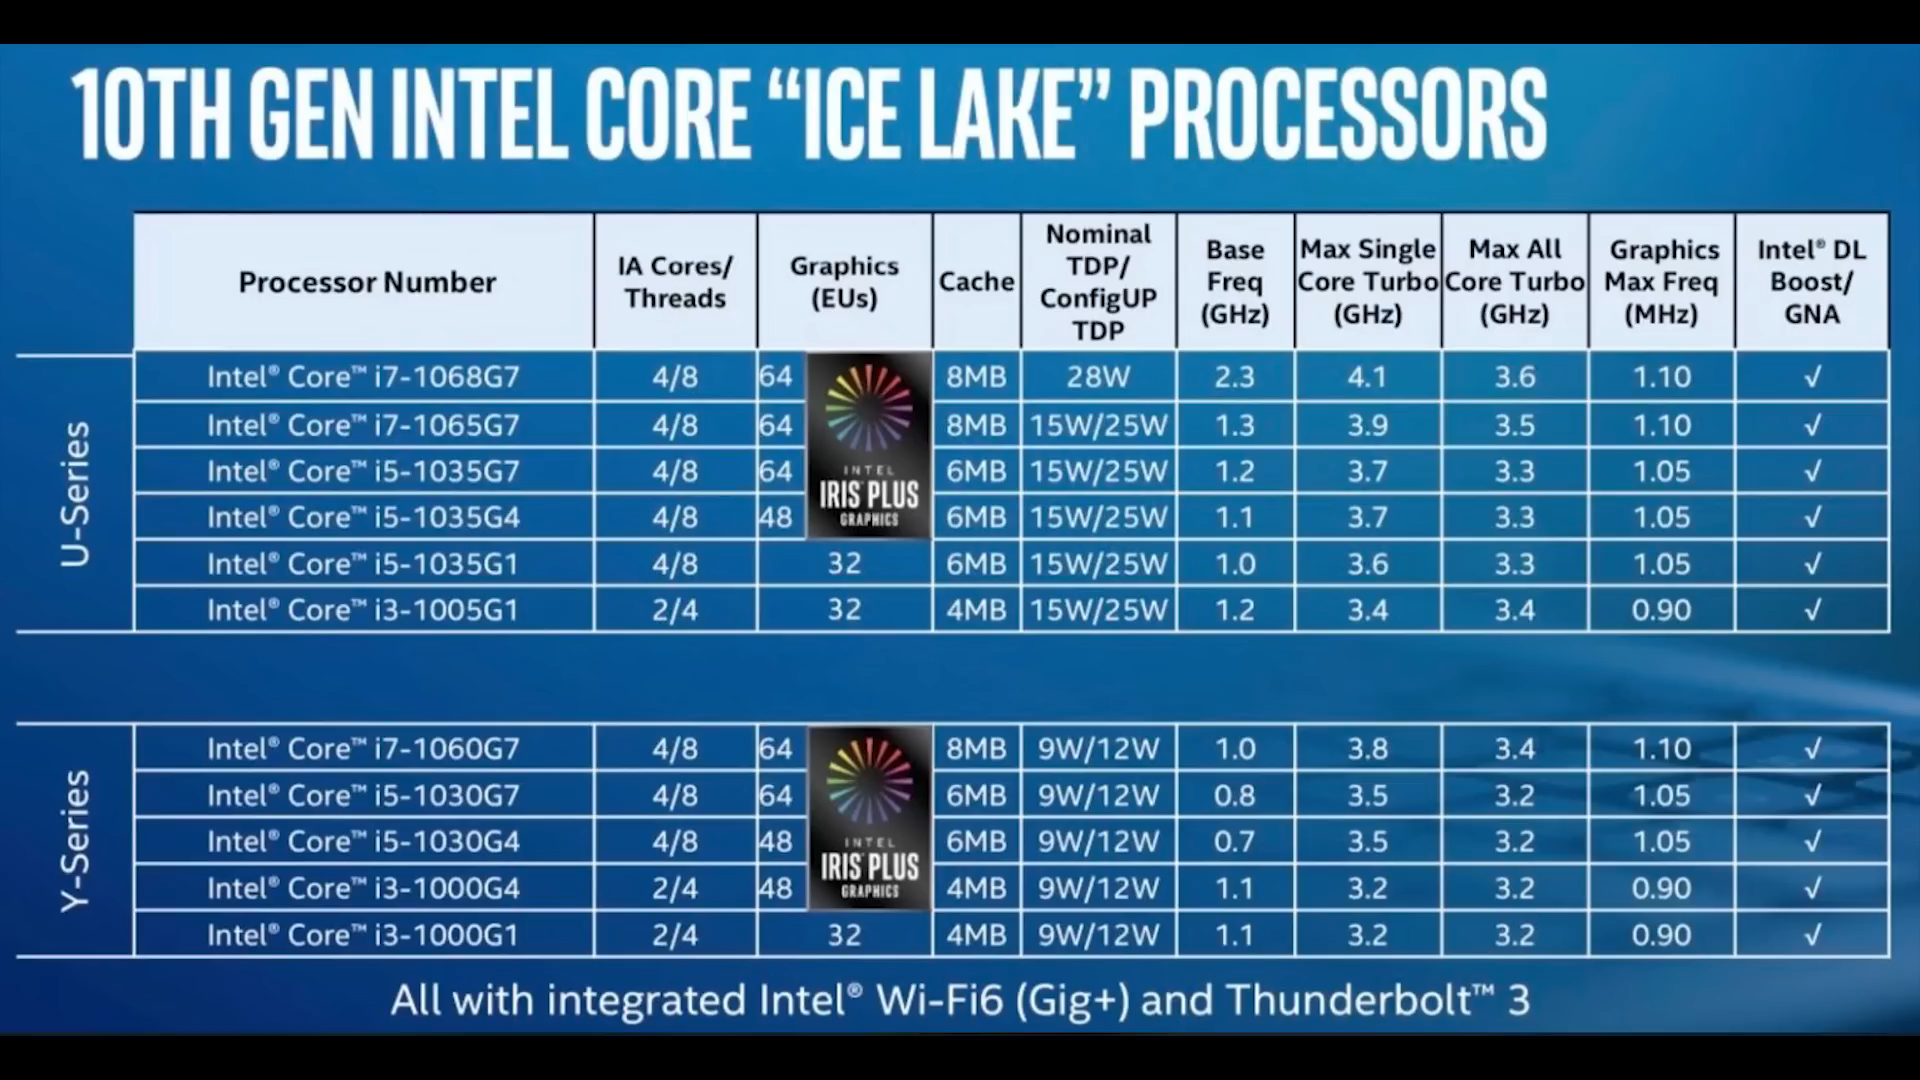 10TH GEN INTEL CORE “ICE LAKE” PROCESSORS
Processor Number IA Cores/ Threads Graphics (EUs) Cache Nominal TDP/ ConfigUP TDP Base Freq (GHz) Max Single Core Turbo (GHz) Max All Core Turbo (GHz) Graphics Max Freq (MHz) Intel® DL Boost/ GNA
U-Series
Intel® Core™ i7-1068G7 4/8 64 8MB 28W 2.3 4.1 3.6 1.10 √
Intel® Core™ i7-1065G7 4/8 64 8MB 15W/25W 1.3 3.9 3.5 1.10 √
Intel® Core™ i5-1035G7 4/8 64 6MB 15W/25W 1.2 3.7 3.3 1.05 √
Intel® Core™ i5-1035G4 4/8 48 6MB 15W/25W 1.1 3.7 3.3 1.05 √
INTEL
IRIS PLUS
GRAPHICS
Intel® Core™ i5-1035G1 4/8 32 6MB 15W/25W 1.0 3.6 3.3 1.05 √
Intel® Core™ i3-1005G1 2/4 32 4MB 15W/25W 1.2 3.4 3.4 0.90 √
Y-Series
Intel® Core™ i7-1060G7 4/8 64 8MB 9W/12W 1.0 3.8 3.4 1.10 √
Intel® Core™ i5-1030G7 4/8 64 6MB 9W/12W 0.8 3.5 3.2 1.05 √
Intel® Core™ i5-1030G4 4/8 48 6MB 9W/12W 0.7 3.5 3.2 1.05 √
Intel® Core™ i3-1000G4 2/4 48 4MB 9W/12W 1.1 3.2 3.2 0.90 √
INTEL
IRIS PLUS
GRAPHICS
Intel® Core™ i3-1000G1 2/4 32 4MB 9W/12W 1.1 3.2 3.2 0.90 √
All with integrated Intel® Wi-Fi6 (Gig+) and Thunderbolt™ 3